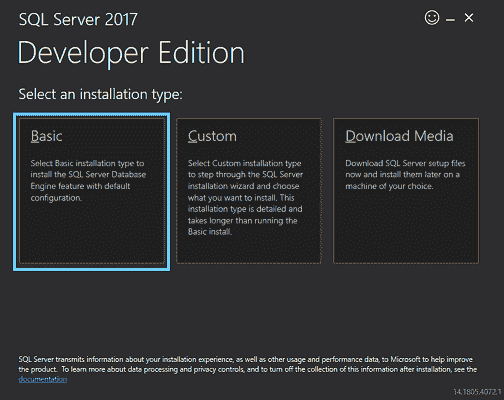 SQL Server 2017
Developer Edition
Select an installation type:
Basic
Select Basic installation type to
install the SQL Server Database
Engine feature with default
configuration.
Custom
Select Custom installation type
to step through the SQL Server
installation wizard and choose
what you want to install. This
installation type is detailed and
takes longer than running the
Basic install.
Download Media
Download SQL Server setup files
now and install them later on a
machine of your choice.
SQL Server transmits information about your installation experience, as well as other usage and performance data, to Microsoft to help improve
the product. To learn more about data processing and privacy controls, and to turn off the collection of this information after installation, see the
documentation
14.1805.4072.1